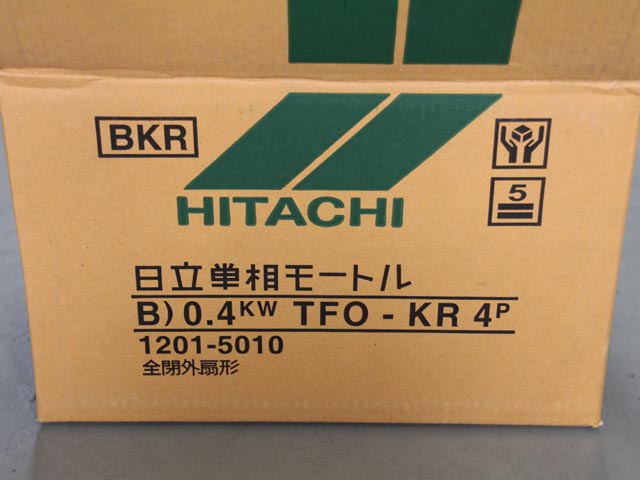 BKR
HITACHI
5
日立単相モートル
B) 0.4KW TFO - KR 4P
1201-5010
全閉外扇形